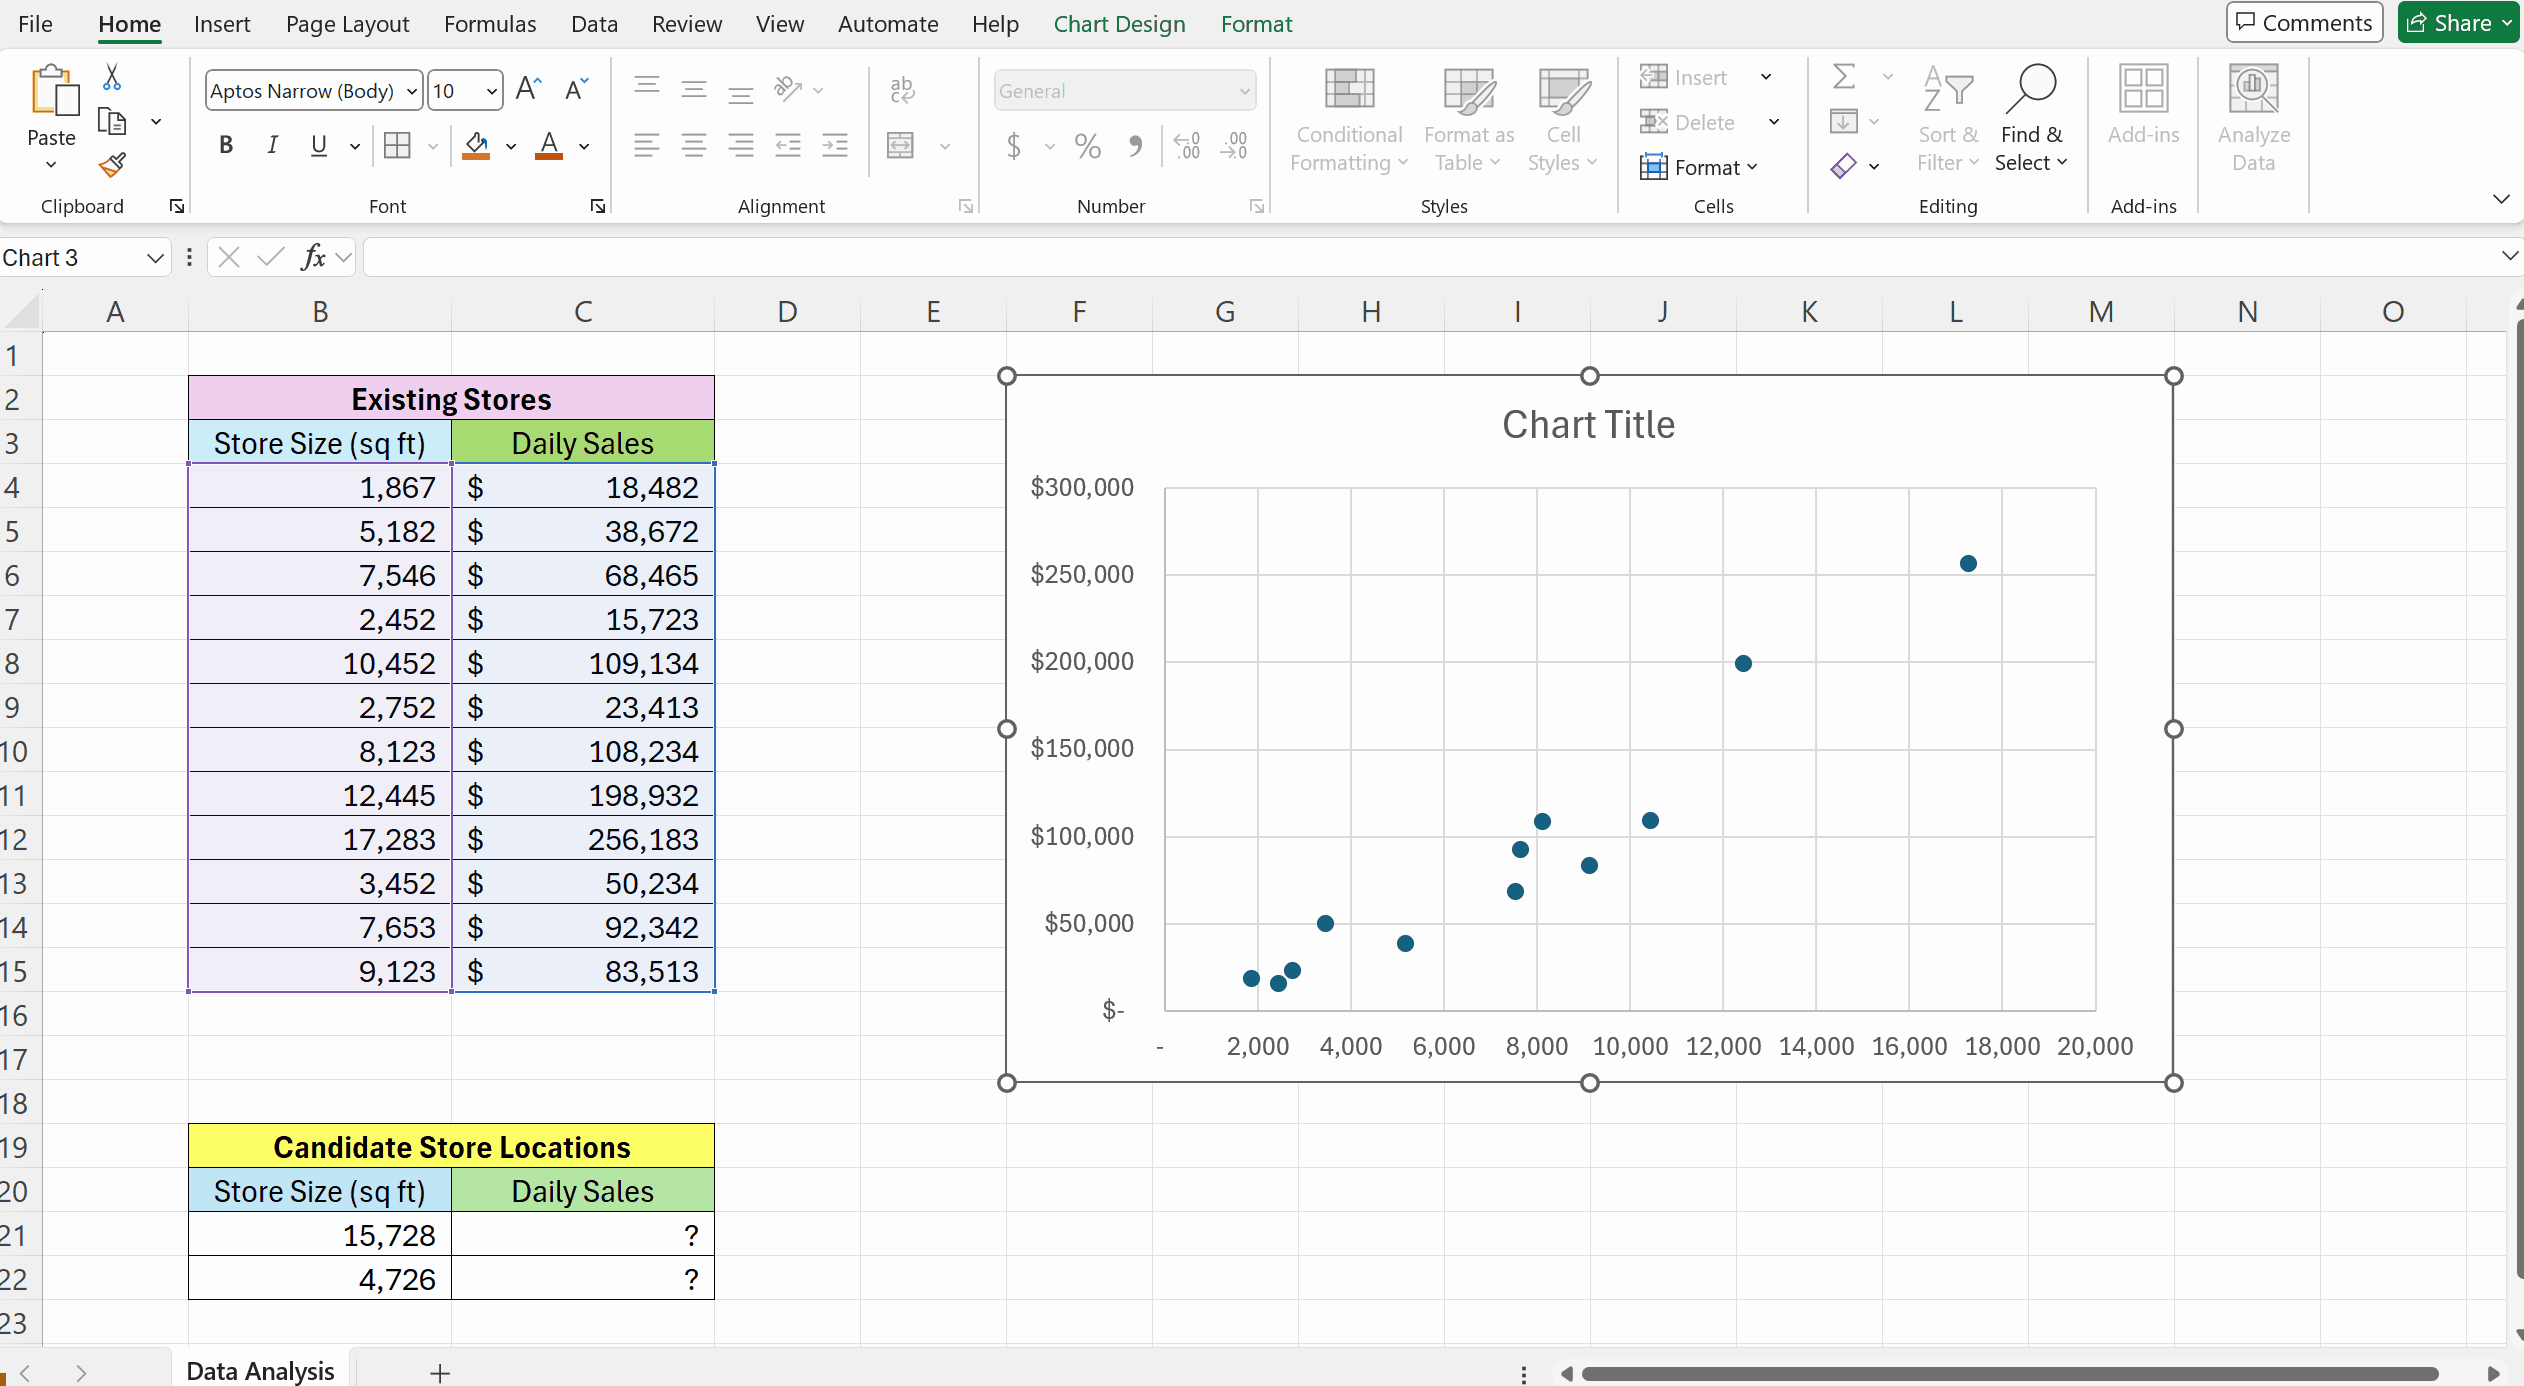 File Home Insert Page Layout Formulas Data Review View Automate Help Chart Design Format Comments Share
Aptos Narrow (Body) 10 A A ab General Insert
Paste B I U A $ % Conditional Formatting Format as Table Cell Styles Delete Sort & Filter Find & Select Add-ins Analyze Data
Format
Clipboard Font Alignment Number Styles Cells Editing Add-ins
Chart 3 fx
A B C D E F G H I J K L M N O
1
2 Existing Stores
3 Store Size (sq ft) Daily Sales
4 1,867 $ 18,482
5 5,182 $ 38,672
6 7,546 $ 68,465
7 2,452 $ 15,723
8 10,452 $ 109,134
9 2,752 $ 23,413
10 8,123 $ 108,234
11 12,445 $ 198,932
12 17,283 $ 256,183
13 3,452 $ 50,234
14 7,653 $ 92,342
15 9,123 $ 83,513
16
17
18
19 Candidate Store Locations
20 Store Size (sq ft) Daily Sales
21 15,728 ?
22 4,726 ?
23
Chart Title
$300,000
$250,000
$200,000
$150,000
$100,000
$50,000
$-
- 2,000 4,000 6,000 8,000 10,000 12,000 14,000 16,000 18,000 20,000
Data Analysis